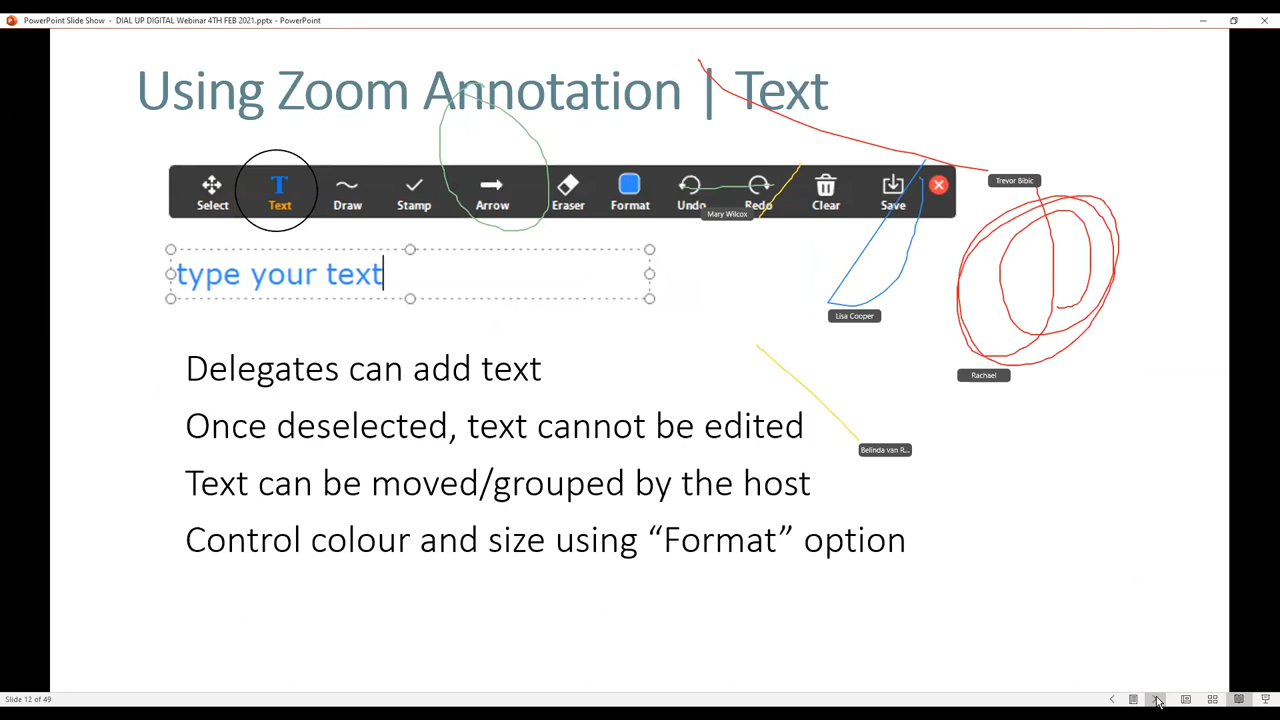 PowerPoint Slide Show - DIAL UP DIGITAL Webinar 4TH FEB 2021.pptx - PowerPoint
Using Zoom Annotation | Text
Select Text Draw Stamp Arrow Eraser Format Undo Redo Clear Save
Trevor Bibic
Mary Wilcox
type your text
Lisa Cooper
Delegates can add text
Rachael
Once deselected, text cannot be edited
Belinda van R...
Text can be moved/grouped by the host
Control colour and size using “Format” option
Slide 12 of 49